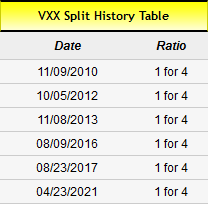 VXX Split History Table
Date Ratio
11/09/2010 1 for 4
10/05/2012 1 for 4
11/08/2013 1 for 4
08/09/2016 1 for 4
08/23/2017 1 for 4
04/23/2021 1 for 4